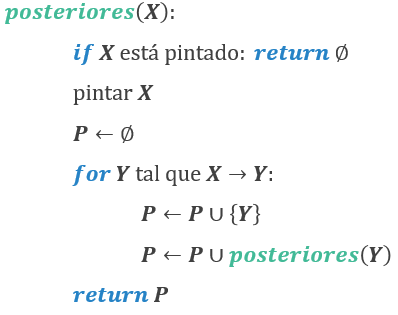 posteriores(X):
if X está pintado: return ∅
pintar X
P ← ∅
for Y tal que X → Y:
P ← P ∪ {Y}
P ← P ∪ posteriores(Y)
return P